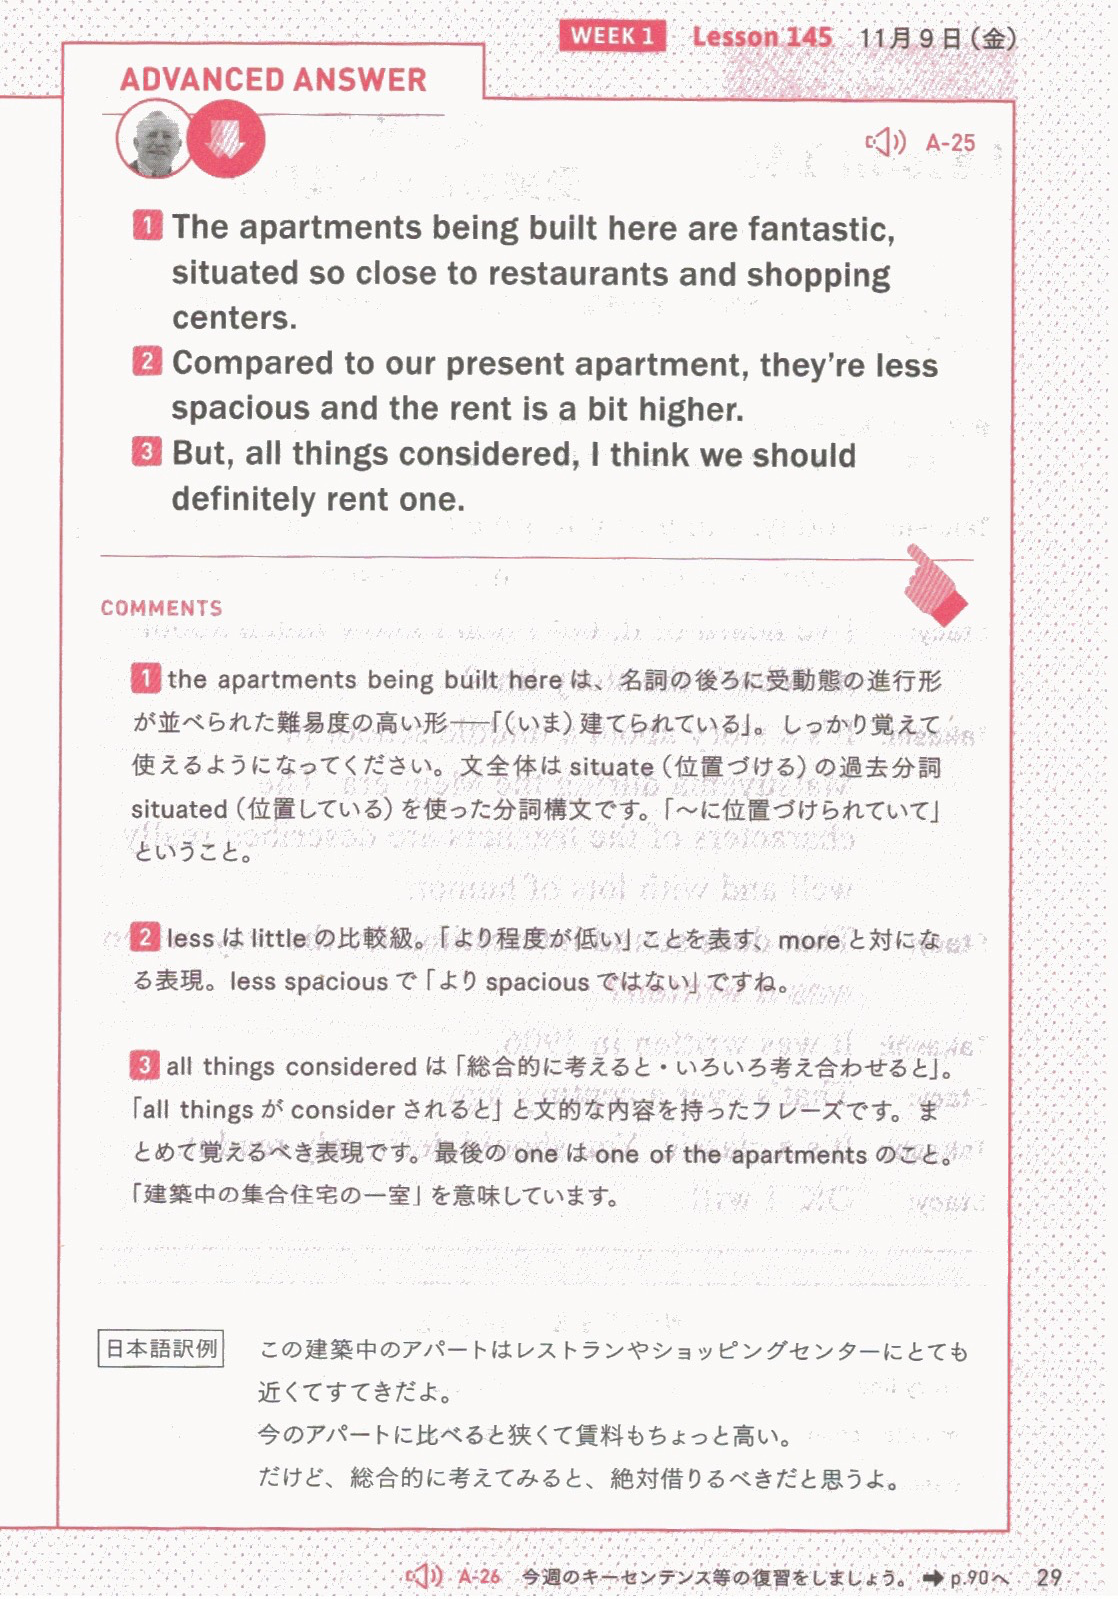 WEEK 1 Lesson 145 11月9日(金)
ADVANCED ANSWER
A-25
1 The apartments being built here are fantastic,
situated so close to restaurants and shopping
centers.
2 Compared to our present apartment, they're less
spacious and the rent is a bit higher.
3 But, all things considered, I think we should
definitely rent one.
COMMENTS
1 the apartments being built here は、名詞の後ろに受動態の進行形
が並べられた難易度の高い形──「(いま)建てられている」。しっかり覚えて
使えるようになってください。文全体は situate(位置づける)の過去分詞
situated(位置している)を使った分詞構文です。「〜に位置づけられていて」
ということ。
2 less は little の比較級。「より程度が低い」ことを表す、more と対にな
る表現。less spacious で「より spacious ではない」ですね。
3 all things considered は「総合的に考えると・いろいろ考え合わせると」。
「all things が consider されると」と文的な内容を持ったフレーズです。ま
とめて覚えるべき表現です。最後の one は one of the apartments のこと。
「建築中の集合住宅の一室」を意味しています。
日本語訳例
この建築中のアパートはレストランやショッピングセンターにとても
近くてすてきだよ。
今のアパートに比べると狭くて賃料もちょっと高い。
だけど、総合的に考えてみると、絶対借りるべきだと思うよ。
A-26 今週のキーセンテンス等の復習をしましょう。➡ p.90へ 29